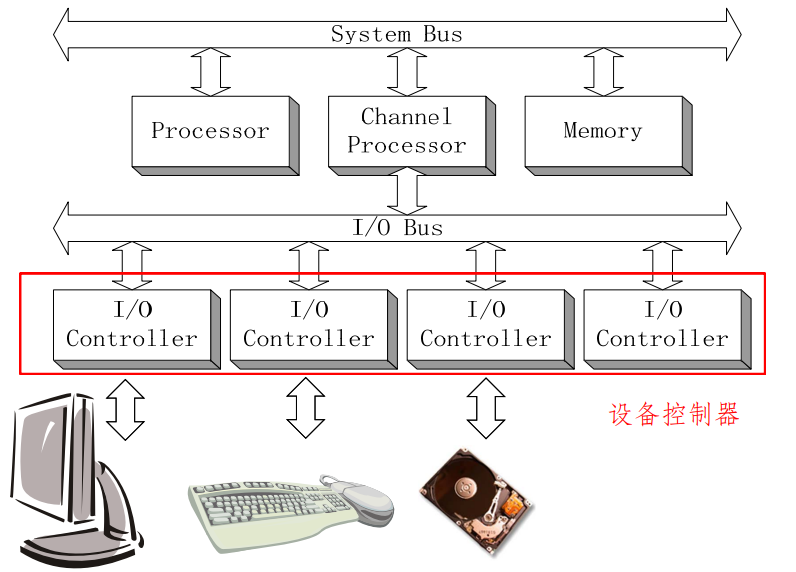 System Bus
Processor
Channel
Processor
Memory
I/O Bus
I/O
Controller
I/O
Controller
I/O
Controller
I/O
Controller
设备控制器